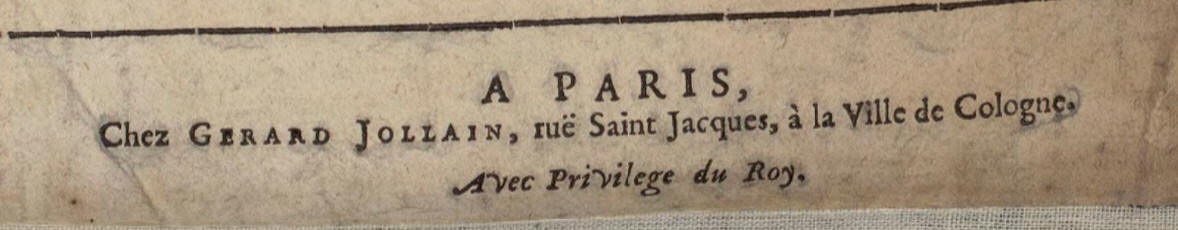 A PARIS,
Chez GERARD JOLLAIN, ruë Saint Jacques, à la Ville de Cologne.
Avec Privilege du Roy.